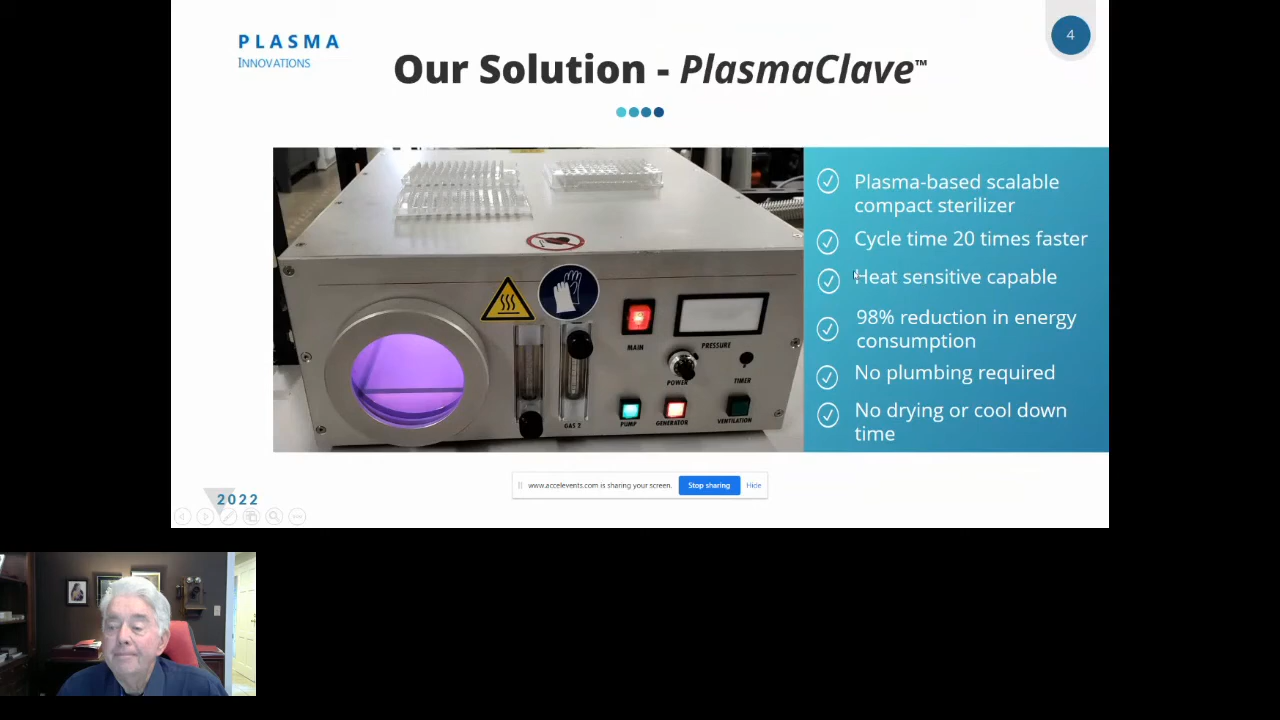 PLASMA
INNOVATIONS
4
Our Solution - PlasmaClave™
Plasma-based scalable
compact sterilizer
Cycle time 20 times faster
Heat sensitive capable
98% reduction in energy
consumption
No plumbing required
No drying or cool down
time
MAIN
PRESSURE
POWER
TIMER
GAS 2
PUMP
GENERATOR
VENTILATION
www.accelevents.com is sharing your screen.
Stop sharing
Hide
2022